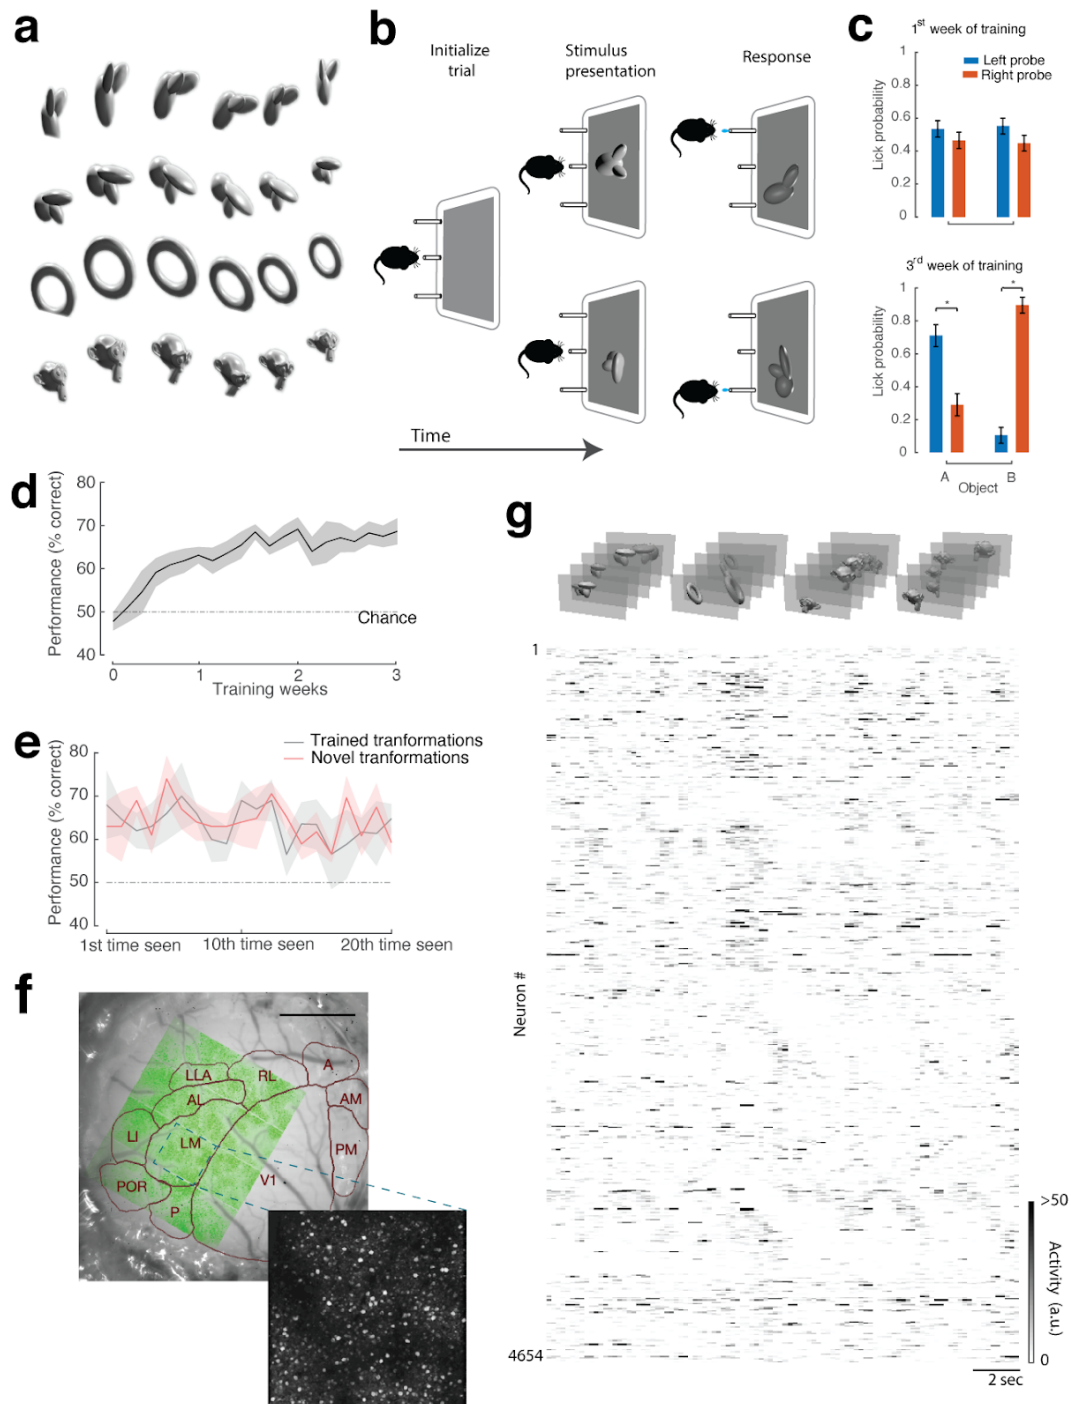 a
b
Initialize
trial
Stimulus
presentation
Response
Time
c
1st week of training
Left probe
Right probe
Lick probability
1
0.8
0.6
0.4
0.2
0
3rd week of training
Lick probability
1
0.8
0.6
0.4
0.2
0
*
*
A
B
Object
d
Performance (% correct)
80
70
60
50
40
Chance
0
1
2
3
Training weeks
e
Trained tranformations
Novel tranformations
Performance (% correct)
80
70
60
50
40
1st time seen
10th time seen
20th time seen
f
LLA
RL
A
AL
AM
LI
LM
PM
POR
V1
P
g
1
Neuron #
4654
>50
Activity (a.u.)
0
2 sec